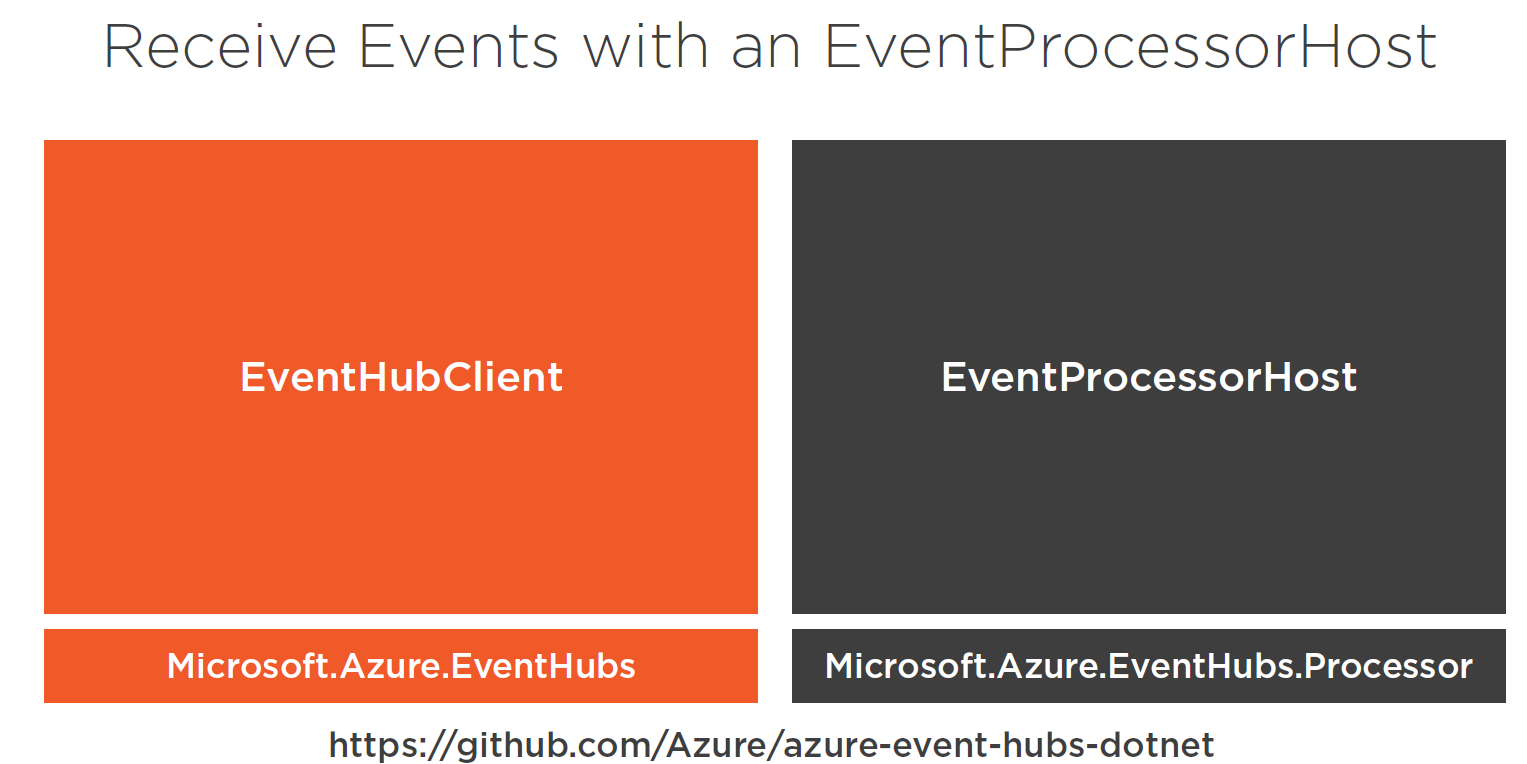 Receive Events with an EventProcessorHost
EventHubClient
EventProcessorHost
Microsoft.Azure.EventHubs
Microsoft.Azure.EventHubs.Processor
https://github.com/Azure/azure-event-hubs-dotnet